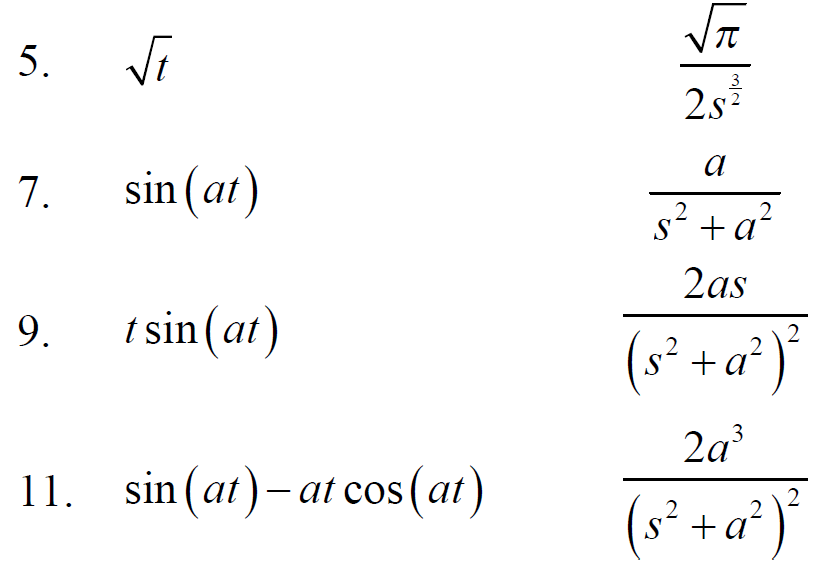 5. √t √π / 2s^(3/2)
7. sin(at) a / (s² + a²)
9. t sin(at) 2as / (s² + a²)²
11. sin(at) − at cos(at) 2a³ / (s² + a²)²